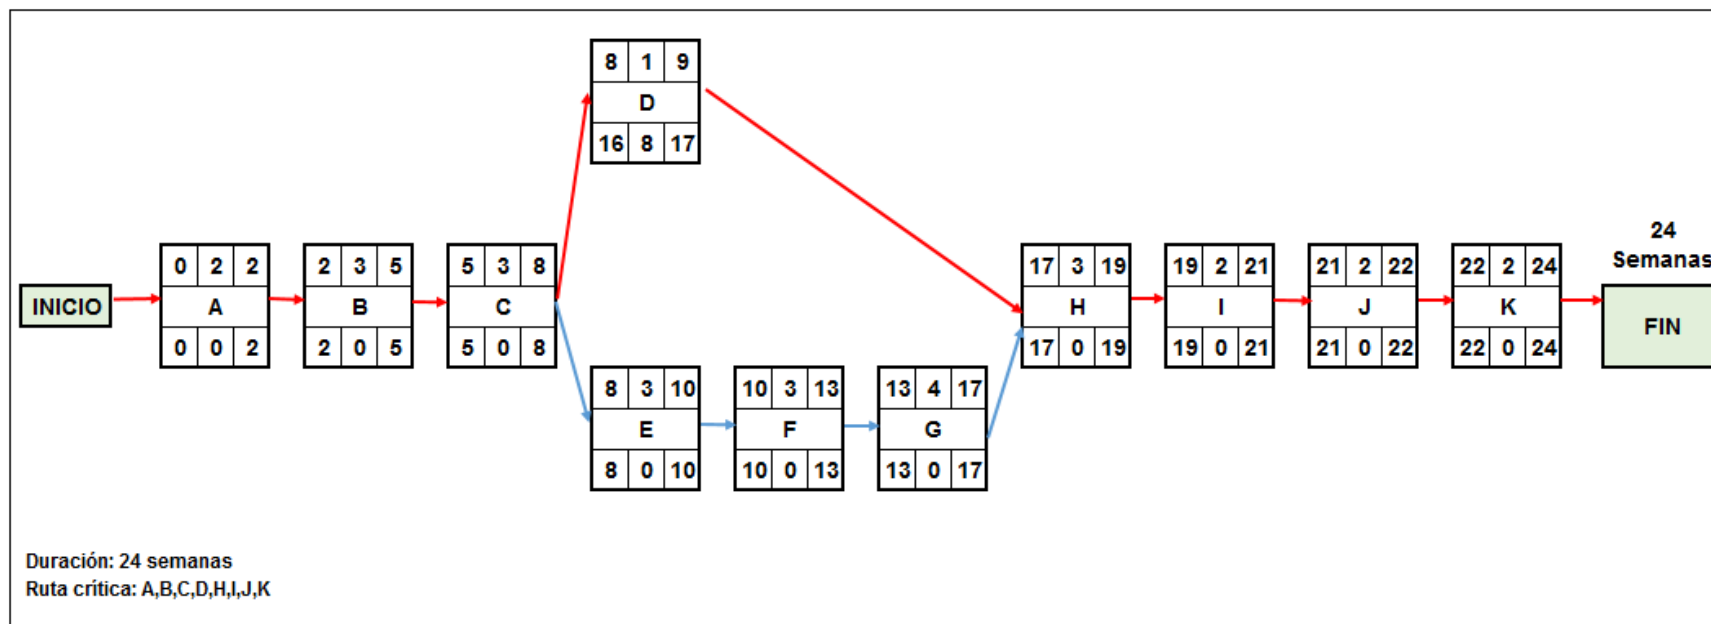 8 1 9
D
16 8 17
24
Semanas
INICIO
0 2 2
A
0 0 2
2 3 5
B
2 0 5
5 3 8
C
5 0 8
17 3 19
H
17 0 19
19 2 21
I
19 0 21
21 2 22
J
21 0 22
22 2 24
K
22 0 24
FIN
8 3 10
E
8 0 10
10 3 13
F
10 0 13
13 4 17
G
13 0 17
Duración: 24 semanas
Ruta crítica: A,B,C,D,H,I,J,K